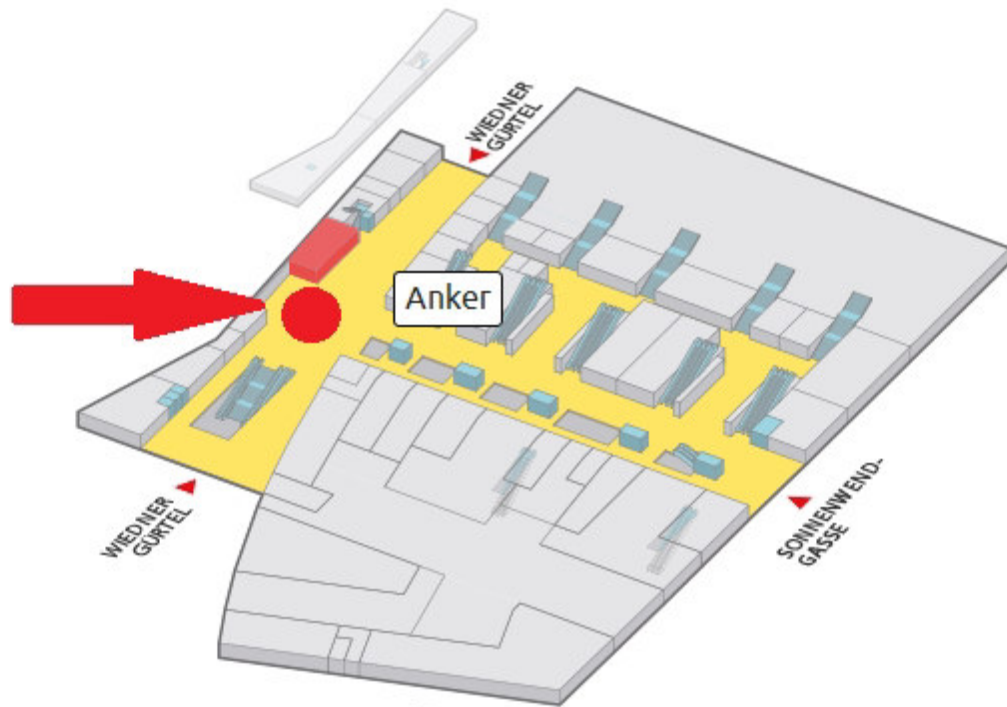 WIEDNER
GÜRTEL
Anker
WIEDNER
GÜRTEL
SONNENWEND-
GASSE